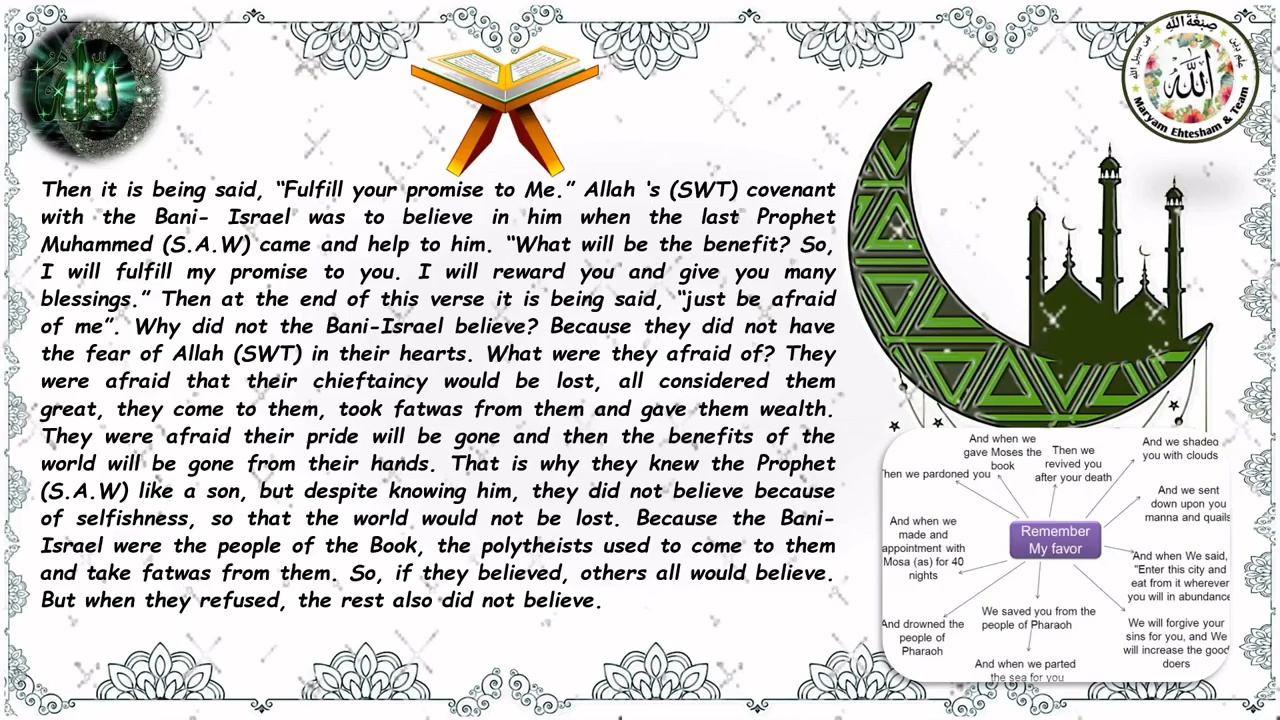 صِبْغَةَ اللّٰه
الله
Maryam Ehtesham & Team
Then it is being said, “Fulfill your promise to Me.” Allah ‘s (SWT) covenant
with the Bani- Israel was to believe in him when the last Prophet
Muhammed (S.A.W) came and help to him. “What will be the benefit? So,
I will fulfill my promise to you. I will reward you and give you many
blessings.” Then at the end of this verse it is being said, “just be afraid
of me”. Why did not the Bani-Israel believe? Because they did not have
the fear of Allah (SWT) in their hearts. What were they afraid of? They
were afraid that their chieftaincy would be lost, all considered them
great, they come to them, took fatwas from them and gave them wealth.
They were afraid their pride will be gone and then the benefits of the
world will be gone from their hands. That is why they knew the Prophet
(S.A.W) like a son, but despite knowing him, they did not believe because
of selfishness, so that the world would not be lost. Because the Bani-
Israel were the people of the Book, the polytheists used to come to them
and take fatwas from them. So, if they believed, others all would believe.
But when they refused, the rest also did not believe.
And when we
gave Moses the
book
Then we
revived you
after your death
And we shaded
you with clouds
Then we pardoned you
And we sent
down upon you
manna and quails
And when we
made and
appointment with
Mosa (as) for 40
nights
Remember
My favor
And when We said,
"Enter this city and
eat from it wherever
you will in abundance
We saved you from the
people of Pharaoh
And drowned the
people of
Pharaoh
We will forgive your
sins for you, and We
will increase the good
doers
And when we parted
the sea for you